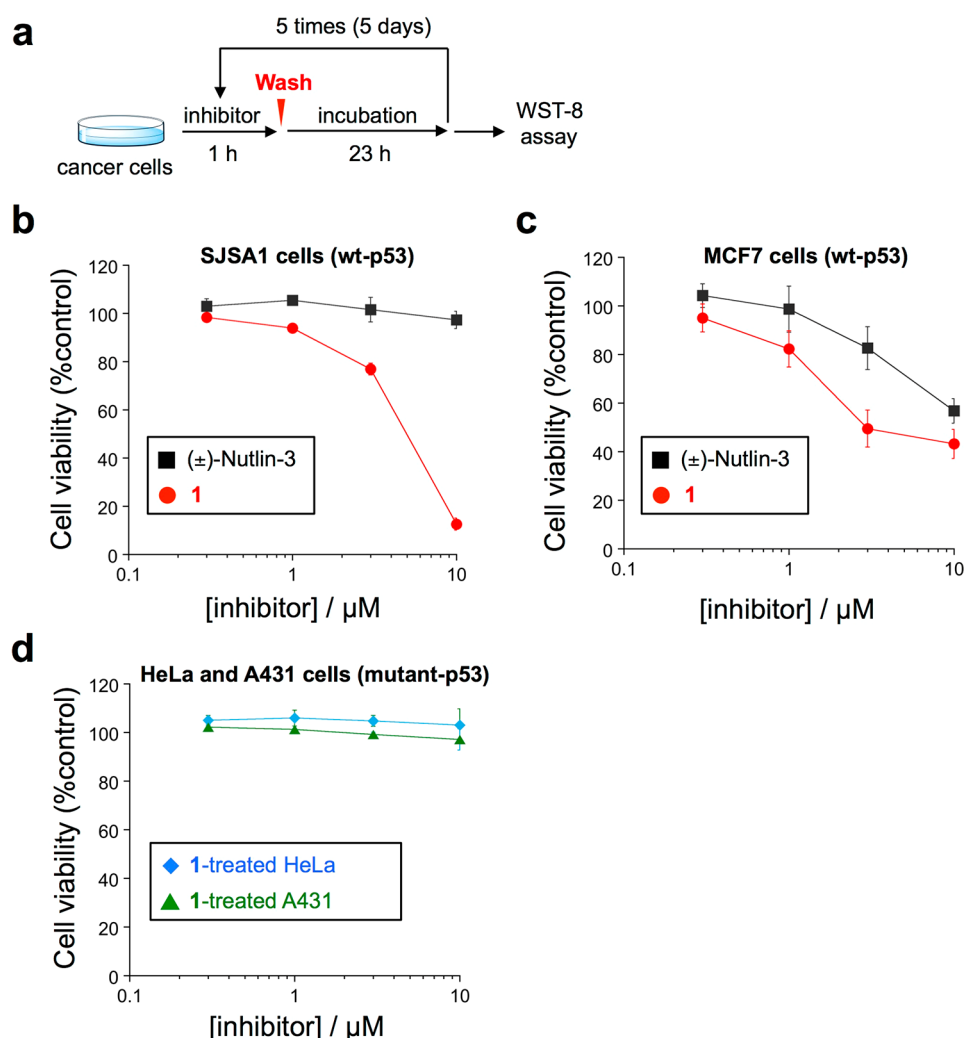 a
5 times (5 days)
Wash
inhibitor
incubation
WST-8
assay
1 h
23 h
cancer cells
b
SJSA1 cells (wt-p53)
Cell viability (%control)
120
100
80
60
40
20
0
(±)-Nutlin-3
1
0.1
1
10
[inhibitor] / µM
c
MCF7 cells (wt-p53)
Cell viability (%control)
120
100
80
60
40
20
0
(±)-Nutlin-3
1
0.1
1
10
[inhibitor] / µM
d
HeLa and A431 cells (mutant-p53)
Cell viability (%control)
120
100
80
60
40
20
0
1-treated HeLa
1-treated A431
0.1
1
10
[inhibitor] / µM